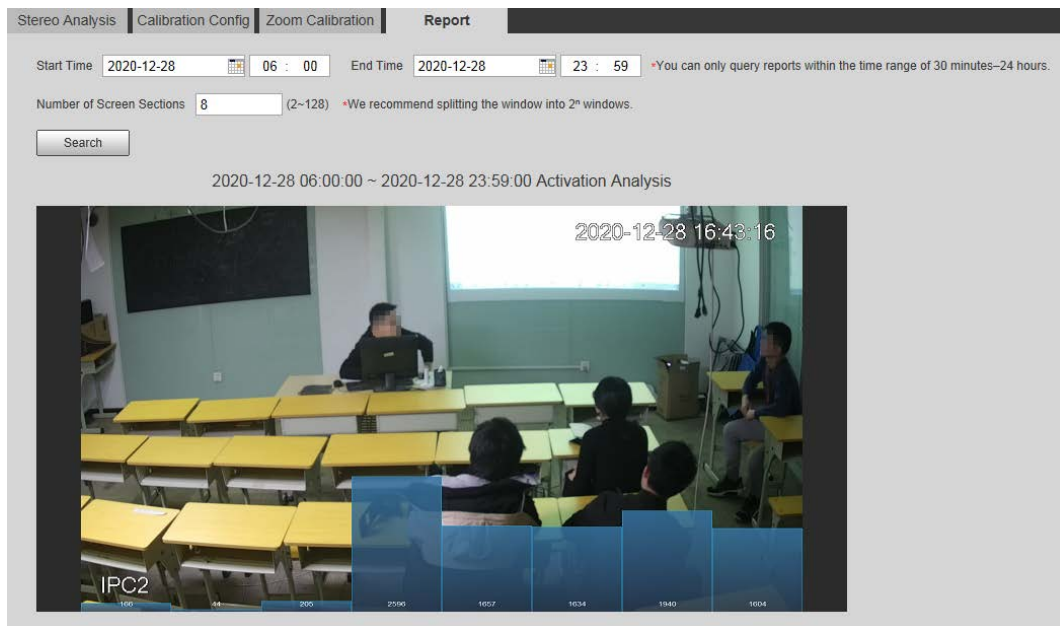 Stereo Analysis Calibration Config Zoom Calibration Report
Start Time 2020-12-28 06 : 00 End Time 2020-12-28 23 : 59 *You can only query reports within the time range of 30 minutes–24 hours.
Number of Screen Sections 8 (2~128) *We recommend splitting the window into 2ⁿ windows.
Search
2020-12-28 06:00:00 ~ 2020-12-28 23:59:00 Activation Analysis
2020-12-28 16:43:16
IPC2
166 44 205 2596 1657 1634 1940 1604